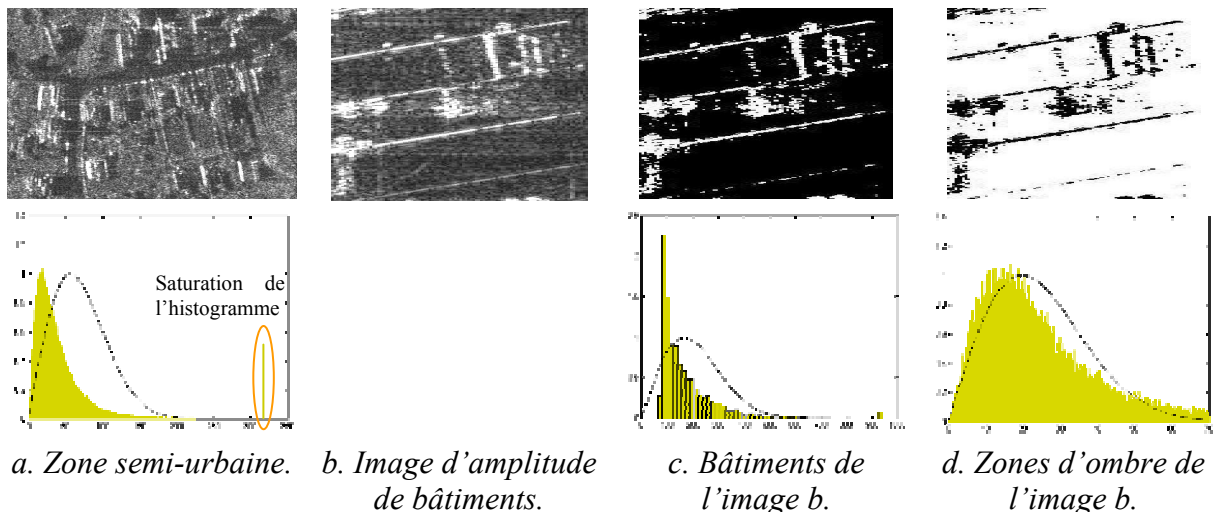 Saturation de
l'histogramme
a. Zone semi-urbaine.
b. Image d'amplitude
de bâtiments.
c. Bâtiments de
l'image b.
d. Zones d'ombre de
l'image b.